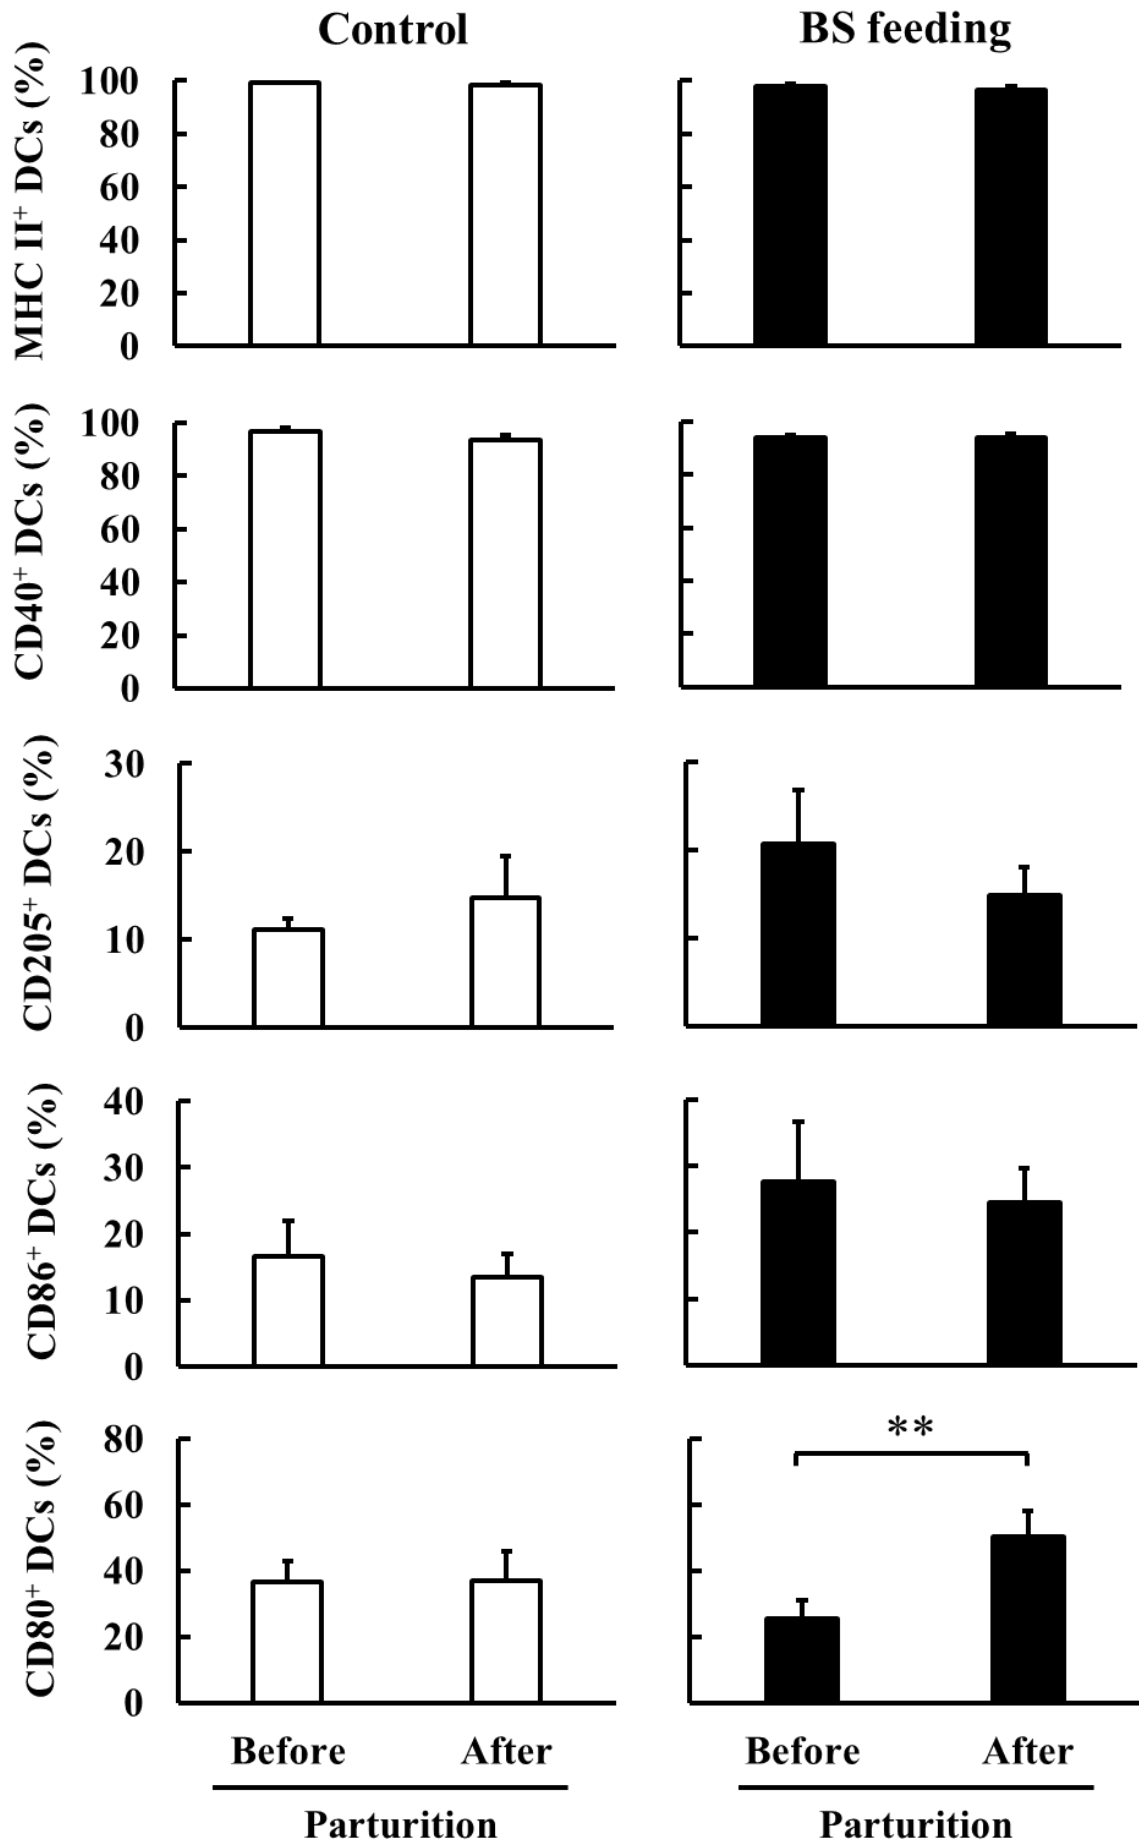 Control
BS feeding
MHC II⁺ DCs (%)
100
80
60
40
20
0
CD40⁺ DCs (%)
100
80
60
40
20
0
CD205⁺ DCs (%)
30
20
10
0
CD86⁺ DCs (%)
40
30
20
10
0
CD80⁺ DCs (%)
80
60
40
20
0
**
Before After
Before After
Parturition
Parturition